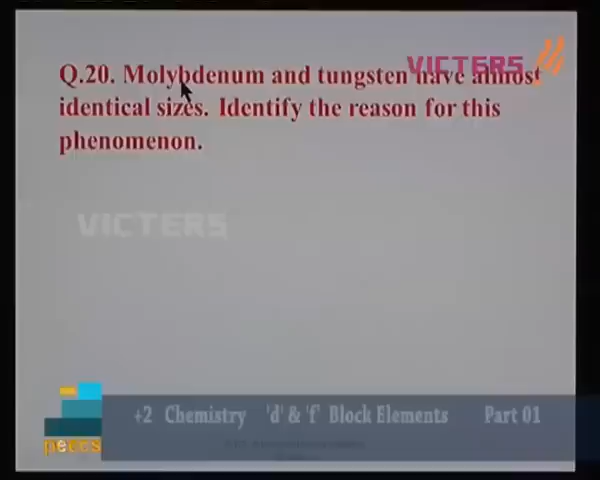 VICTERS
Q.20. Molybdenum and tungsten have almost
identical sizes. Identify the reason for this
phenomenon.
VICTERS
+2 Chemistry 'd' & 'f' Block Elements Part 01
peecs